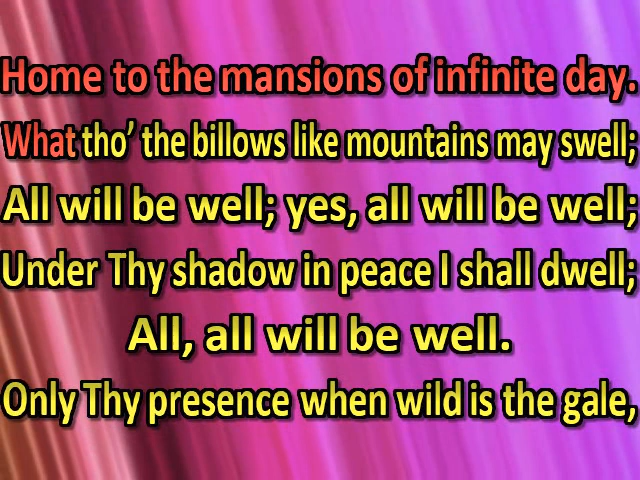 Home to the mansions of infinite day.
What tho’ the billows like mountains may swell;
All will be well; yes, all will be well;
Under Thy shadow in peace I shall dwell;
All, all will be well.
Only Thy presence when wild is the gale,